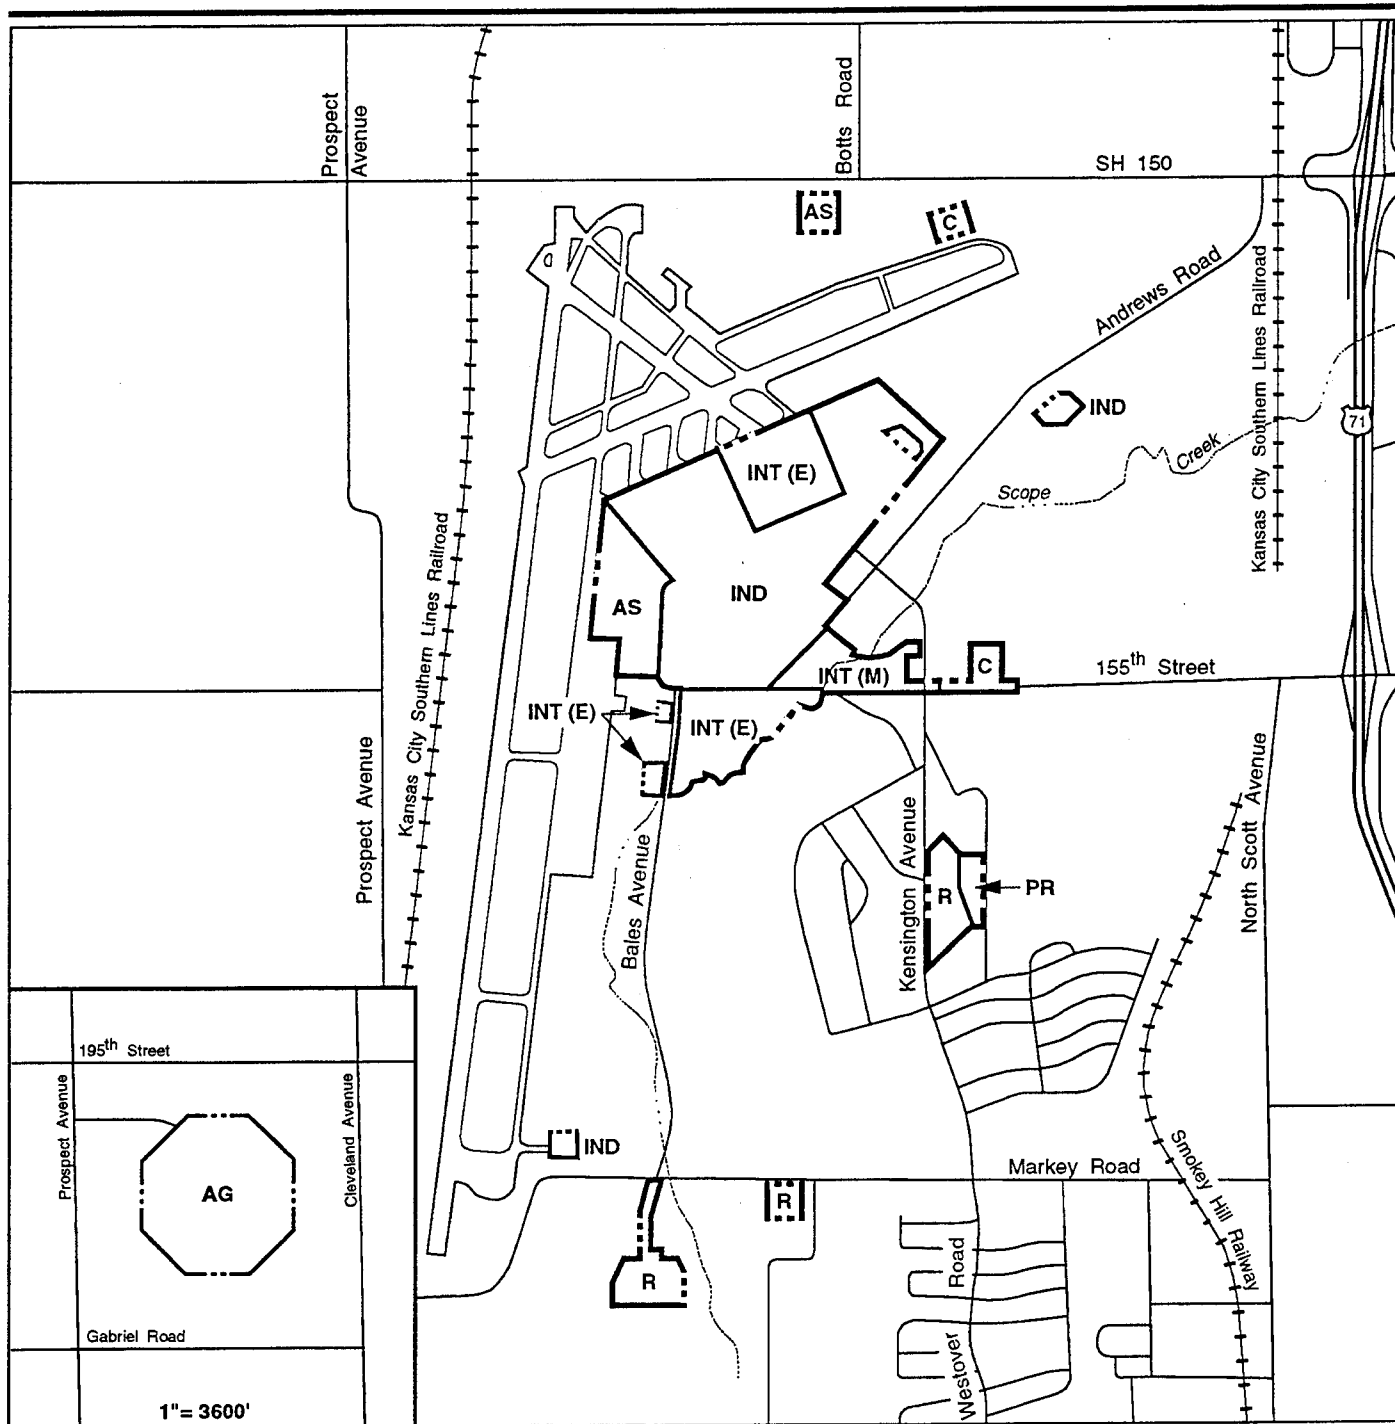 Prospect
Avenue
Botts Road
SH 150
AS
C
Andrews Road
Kansas City Southern Lines Railroad
IND
71
INT (E)
Creek
Scope
Kansas City Southern Lines Railroad
IND
AS
INT (M)
C
155th Street
INT (E)
INT (E)
Prospect Avenue
Bales Avenue
Kensington Avenue
R
PR
North Scott Avenue
195th Street
Prospect Avenue
Cleveland Avenue
AG
Gabriel Road
1"= 3600'
IND
Markey Road
R
R
Smokey Hill Railway
Westover Road